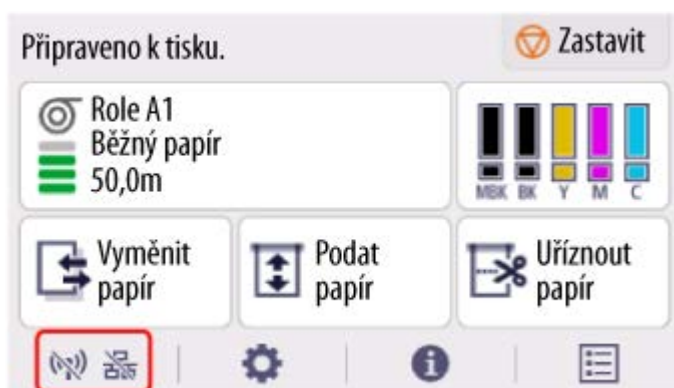 Připraveno k tisku.
Zastavit
Role A1
Běžný papír
50,0m
MBK BK Y M C
Vyměnit
papír
Podat
papír
Uříznout
papír